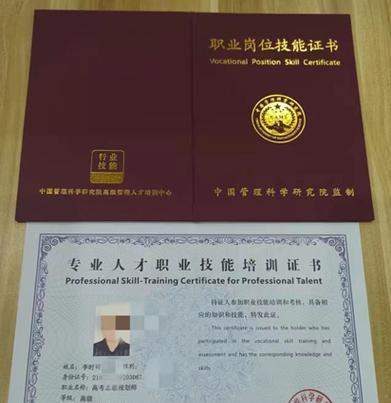 职业岗位技能证书
Vocational Position Skill Certificate
行业
技能
中国管理科学研究院高级管理人才培训中心
中国管理科学研究院监制
专业人才职业技能培训证书
Professional Skill-Training Certificate for Professional Talent
持证人参加职业技能培训和考核，具备相
应的知识和技能，特发此证。
This certificate is issued to the holder who has
participated in the vocational skill training and
assessment and has the corresponding knowledge and
skills.
姓名
身份证号
职业：高考志愿规划师
等级：高级